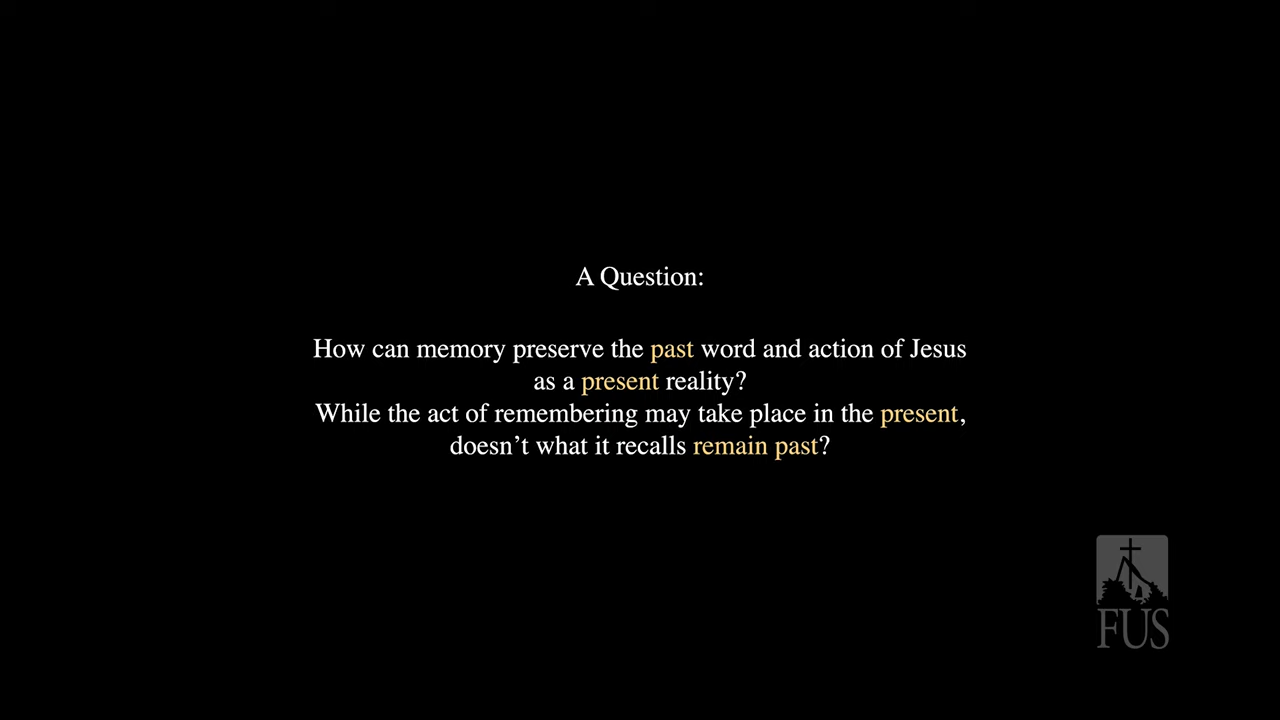 A Question:
How can memory preserve the past word and action of Jesus
as a present reality?
While the act of remembering may take place in the present,
doesn’t what it recalls remain past?
FUS